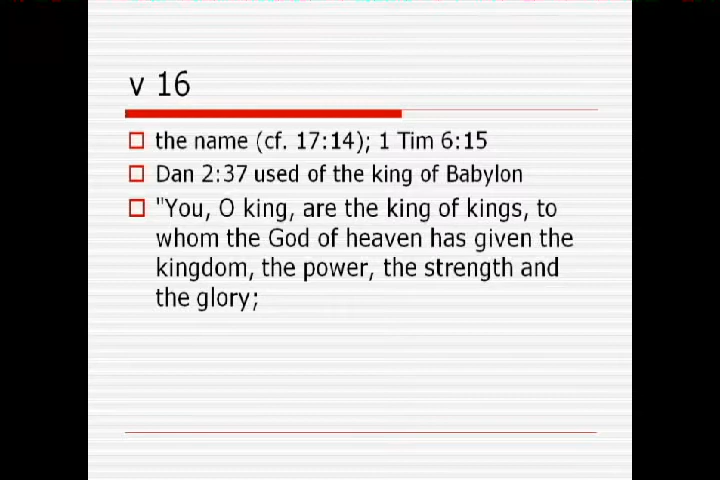 v 16
the name (cf. 17:14); 1 Tim 6:15
Dan 2:37 used of the king of Babylon
"You, O king, are the king of kings, to
whom the God of heaven has given the
kingdom, the power, the strength and
the glory;